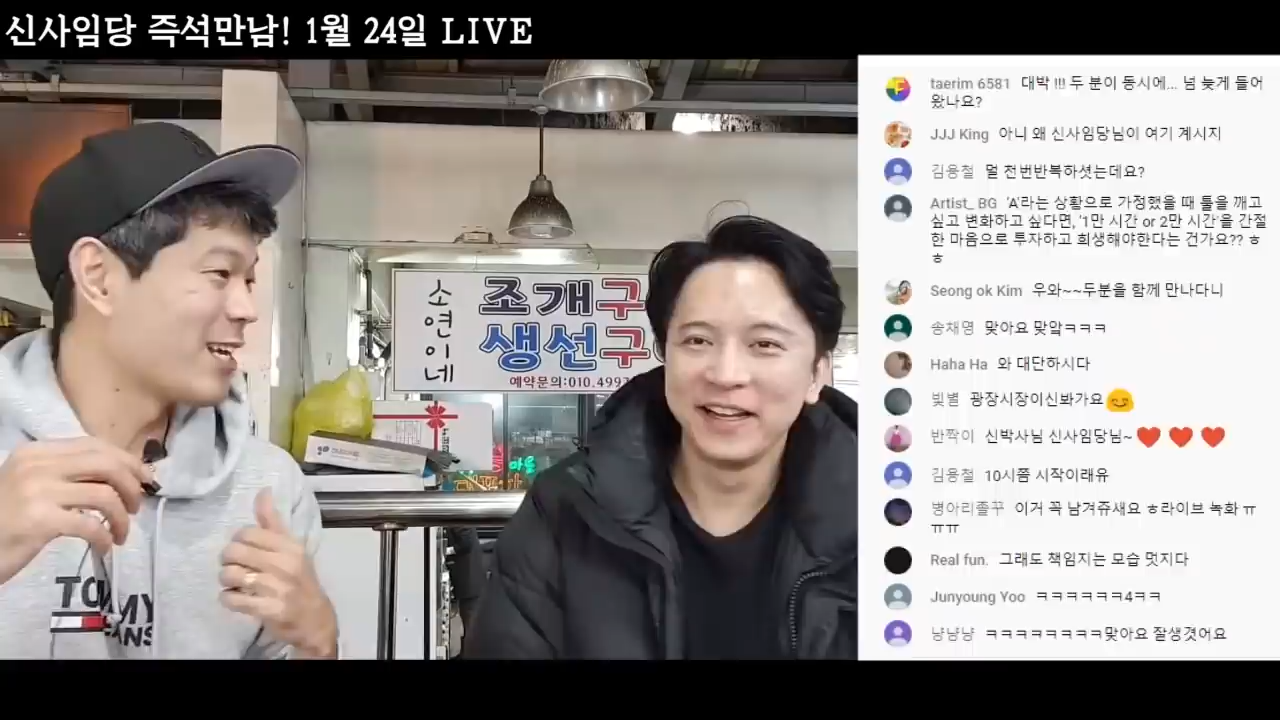 신사임당 즉석만남! 1월 24일 LIVE
소연이네
조개구
생선구
예약문의:010.4997
마을
TOMMY
JEANS
taerim 6581 대박 !!! 두 분이 동시에... 넘 늦게 들어
왔나요?
JJJ King 아니 왜 신사임당님이 여기 계시지
김용철 멀 천번반복하셧는데요?
Artist_ BG 'A'라는 상황으로 가정했을 때 틀을 깨고
싶고 변화하고 싶다면, '1만 시간 or 2만 시간'을 간절
한 마음으로 투자하고 희생해야한다는 건가요?? ㅎ
ㅎ
Seong ok Kim 우와~~두분을 함께 만나다니
송채영 맞아요 맞앜ㅋㅋㅋ
Haha Ha 와 대단하시다
빛별 광장시장이신봐가요😊
반짝이 신박사님 신사임당님~❤️ ❤️ ❤️
김용철 10시쯤 시작이래유
병아리졸꾸 이거 꼭 남겨쥬세요 ㅎ라이브 녹화 ㅠ
ㅠㅠ
Real fun. 그래도 책임지는 모습 멋지다
Junyoung Yoo ㅋㅋㅋㅋㅋㅋ4ㅋㅋ
냥냥냥 ㅋㅋㅋㅋㅋㅋㅋㅋ맞아요 잘생겻어요